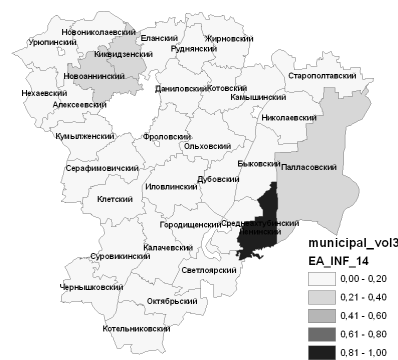 Новониколаевский
Урюпинский
Еланский
Жирновский
Руднянский
Киквидзенский
Новоаннинский
Старополтавский
Нехаевский
Даниловский
Котовский
Камышинский
Алексеевский
Николаевский
Кумылженский
Фроловский
Ольховский
Быковский
Палласовский
Серафимовичский
Дубовский
Иловлинский
Клетский
Городищенский
Среднеахтубинский
Ленинский
Калачевский
Суровикинский
Светлоярский
Чернышковский
Октябрьский
Котельниковский
municipal_vol3
EA_INF_14
0,00 - 0,20
0,21 - 0,40
0,41 - 0,60
0,61 - 0,80
0,81 - 1,00